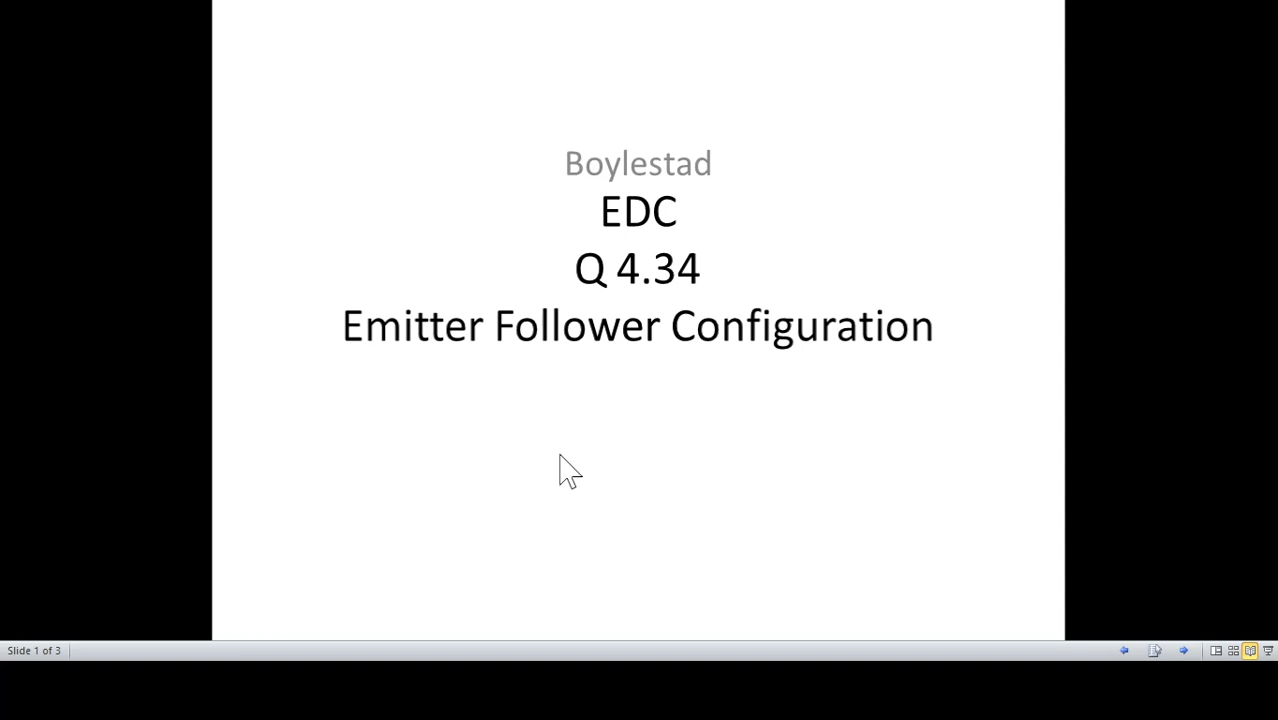 Boylestad
EDC
Q 4.34
Emitter Follower Configuration
Slide 1 of 3